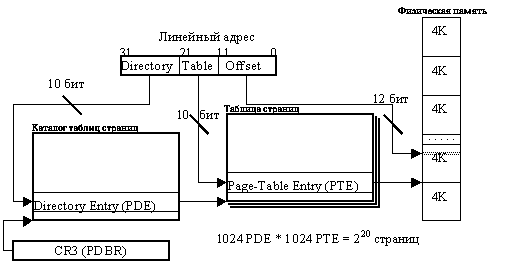 Физическая память
Линейный адрес
31 21 11 0
Directory Table Offset
10 бит
10 бит
12 бит
Каталог таблиц страниц
Таблица страниц
4K
4K
4K
.....
4K
4K
Directory Entry (PDE)
Page-Table Entry (PTE)
CR3 (PDBR)
1024 PDE * 1024 PTE = 2^20 страниц